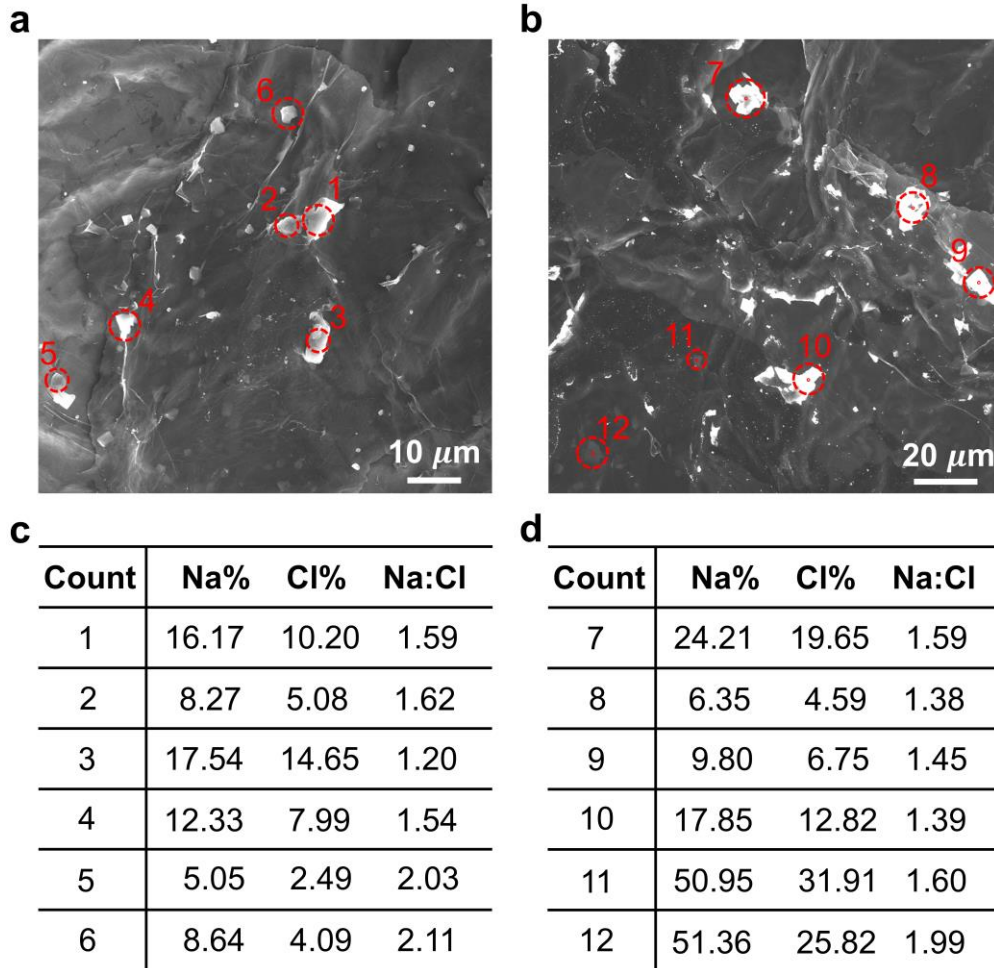 a
6
2 1
4
3
5
10 μm
b
7
8
9
11
10
12
20 μm
c
Count Na% Cl% Na:Cl
1 16.17 10.20 1.59
2 8.27 5.08 1.62
3 17.54 14.65 1.20
4 12.33 7.99 1.54
5 5.05 2.49 2.03
6 8.64 4.09 2.11
d
Count Na% Cl% Na:Cl
7 24.21 19.65 1.59
8 6.35 4.59 1.38
9 9.80 6.75 1.45
10 17.85 12.82 1.39
11 50.95 31.91 1.60
12 51.36 25.82 1.99